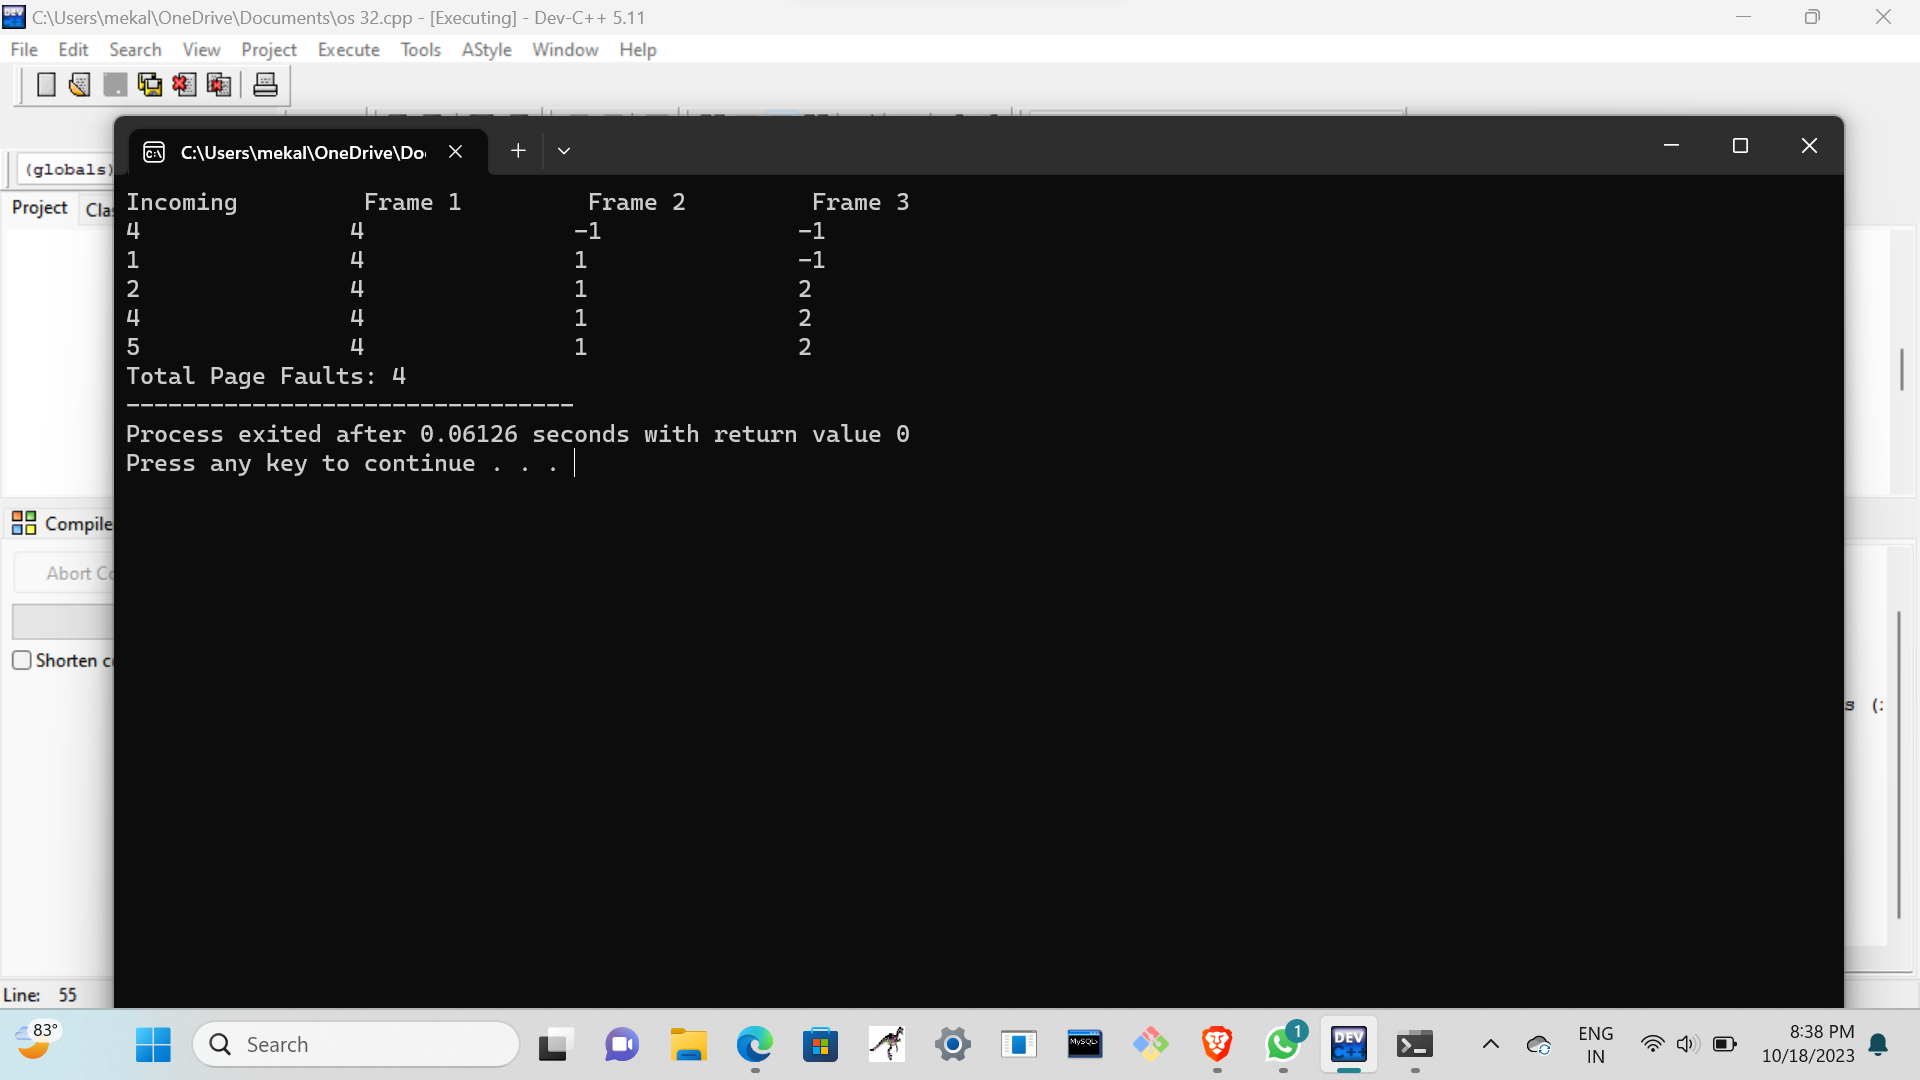 C:\Users\mekal\OneDrive\Documents\os 32.cpp - [Executing] - Dev-C++ 5.11
File Edit Search View Project Execute Tools AStyle Window Help
C:\Users\mekal\OneDrive\Do
(globals)
Project
Incoming Frame 1 Frame 2 Frame 3
4 4 -1 -1
1 4 1 -1
2 4 1 2
4 4 1 2
5 4 1 2
Total Page Faults: 4
--------------------------------
Process exited after 0.06126 seconds with return value 0
Press any key to continue . . .
Compile
Abort
Shorten
Line: 55
83°
Search
MySQL
1
DEV
C++
ENG
IN
8:38 PM
10/18/2023